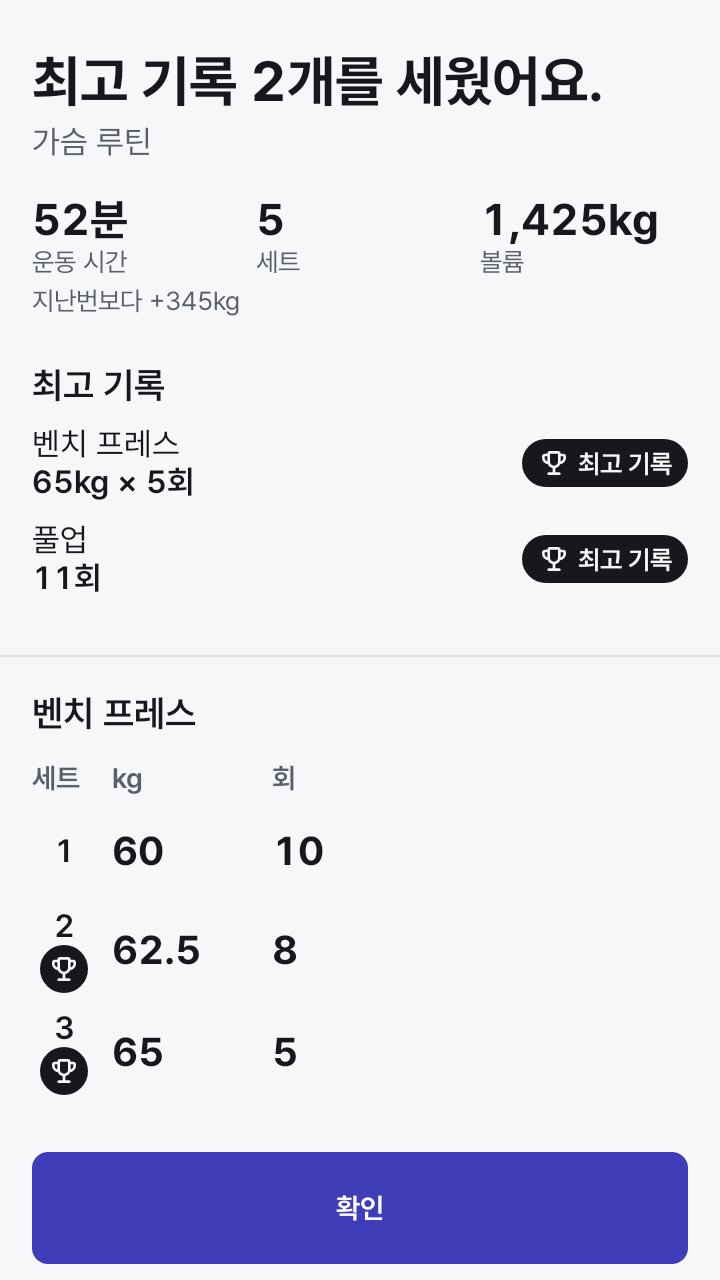 최고 기록 2개를 세웠어요.
가슴 루틴
52분 5 1,425kg
운동 시간 세트 볼륨
지난번보다 +345kg
최고 기록
벤치 프레스
65kg × 5회
최고 기록
풀업
11회
최고 기록
벤치 프레스
세트 kg 회
1 60 10
2 62.5 8
3 65 5
확인